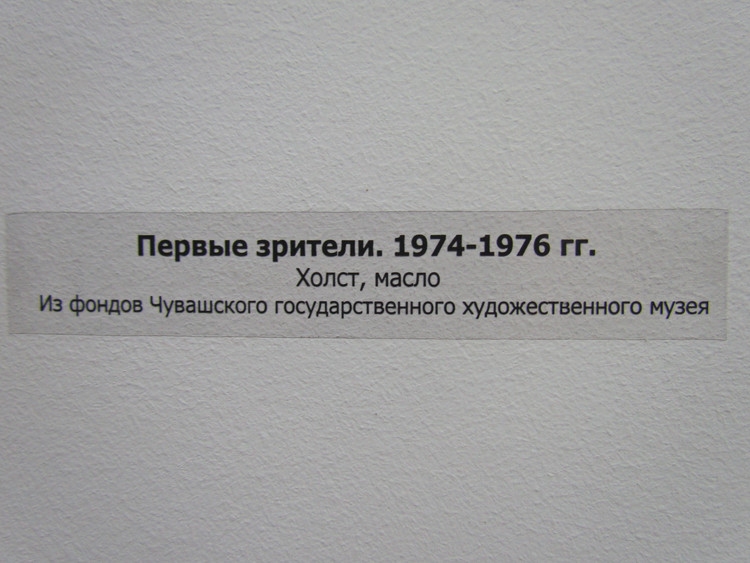 Первые зрители. 1974-1976 гг.
Холст, масло
Из фондов Чувашского государственного художественного музея